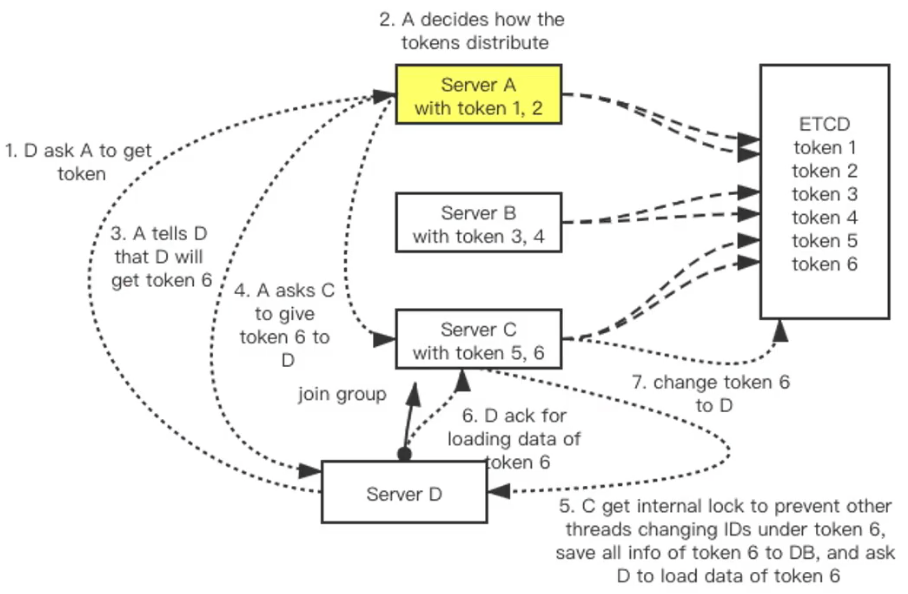 2. A decides how the
tokens distribute
Server A
with token 1, 2
ETCD
token 1
token 2
token 3
token 4
token 5
token 6
1. D ask A to get
token
Server B
with token 3, 4
3. A tells D
that D will
get token 6
4. A asks C
to give
token 6 to
D
Server C
with token 5, 6
7. change token 6
to D
join group
6. D ack for
loading data of
token 6
Server D
5. C get internal lock to prevent other
threads changing IDs under token 6,
save all info of token 6 to DB, and ask
D to load data of token 6